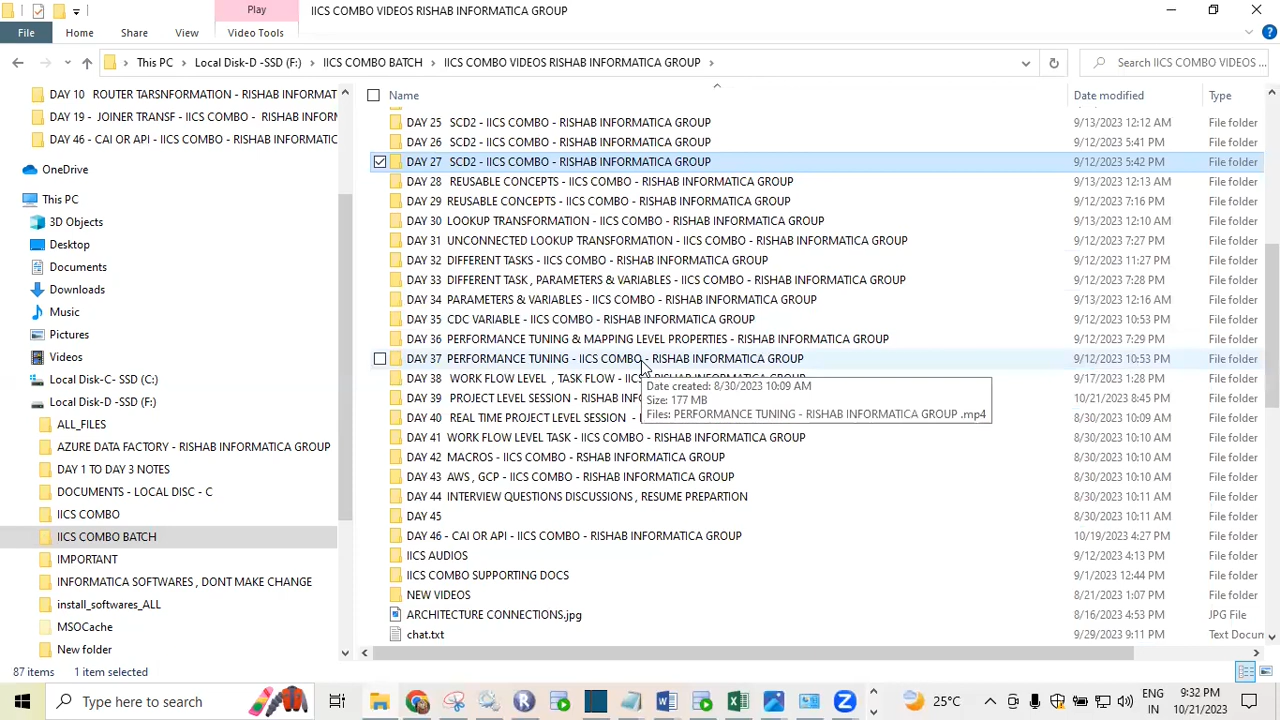 Play
IICS COMBO VIDEOS RISHAB INFORMATICA GROUP
File
Home
Share
View
Video Tools
This PC
Local Disk-D -SSD (F:)
IICS COMBO BATCH
IICS COMBO VIDEOS RISHAB INFORMATICA GROUP
Search IICS COMBO VIDEOS ...
DAY 10 ROUTER TARSNFORMATION - RISHAB INFORMAT
DAY 19 - JOINER TRANSF - IICS COMBO - RISHAB INFORM
DAY 46 - CAI OR API - IICS COMBO - RISHAB INFORMATIC
OneDrive
This PC
3D Objects
Desktop
Documents
Downloads
Music
Pictures
Videos
Local Disk-C- SSD (C:)
Local Disk-D -SSD (F:)
ALL_FILES
AZURE DATA FACTORY - RISHAB INFORMATICA GROUP
DAY 1 TO DAY 3 NOTES
DOCUMENTS - LOCAL DISC - C
IICS COMBO
IICS COMBO BATCH
IMPORTANT
INFORMATICA SOFTWARES , DONT MAKE CHANGE
install_softwares_ALL
MSOCache
New folder
Name
Date modified
Type
DAY 25 SCD2 - IICS COMBO - RISHAB INFORMATICA GROUP 9/13/2023 12:12 AM File folder
DAY 26 SCD2 - IICS COMBO - RISHAB INFORMATICA GROUP 9/12/2023 5:41 PM File folder
DAY 27 SCD2 - IICS COMBO - RISHAB INFORMATICA GROUP 9/12/2023 5:42 PM File folder
DAY 28 REUSABLE CONCEPTS - IICS COMBO - RISHAB INFORMATICA GROUP 9/13/2023 12:13 AM File folder
DAY 29 REUSABLE CONCEPTS - IICS COMBO - RISHAB INFORMATICA GROUP 9/12/2023 7:16 PM File folder
DAY 30 LOOKUP TRANSFORMATION - IICS COMBO - RISHAB INFORMATICA GROUP 9/13/2023 12:10 AM File folder
DAY 31 UNCONNECTED LOOKUP TRANSFORMATION - IICS COMBO - RISHAB INFORMATICA GROUP 9/12/2023 7:27 PM File folder
DAY 32 DIFFERENT TASKS - IICS COMBO - RISHAB INFORMATICA GROUP 9/12/2023 11:27 PM File folder
DAY 33 DIFFERENT TASK , PARAMETERS & VARIABLES - IICS COMBO - RISHAB INFORMATICA GROUP 9/12/2023 7:28 PM File folder
DAY 34 PARAMETERS & VARIABLES - IICS COMBO - RISHAB INFORMATICA GROUP 9/13/2023 12:16 AM File folder
DAY 35 CDC VARIABLE - IICS COMBO - RISHAB INFORMATICA GROUP 9/12/2023 10:53 PM File folder
DAY 36 PERFORMANCE TUNING & MAPPING LEVEL PROPERTIES - RISHAB INFORMATICA GROUP 9/12/2023 7:28 PM File folder
DAY 37 PERFORMANCE TUNING - IICS COMBO - RISHAB INFORMATICA GROUP 9/12/2023 10:53 PM File folder
DAY 38 WORK FLOW LEVEL , TASK FLOW - IICS COMBO - RISHAB INFORMATICA GROUP 9/17/2023 1:28 PM File folder
DAY 39 PROJECT LEVEL SESSION - RISHAB INFO 10/21/2023 8:45 PM File folder
DAY 40 REAL TIME PROJECT LEVEL SESSION - 8/30/2023 10:09 AM File folder
DAY 41 WORK FLOW LEVEL TASK - IICS COMBO - RISHAB INFORMATICA GROUP 8/30/2023 10:10 AM File folder
DAY 42 MACROS - IICS COMBO - RSHAB INFORMATICA GROUP 8/30/2023 10:10 AM File folder
DAY 43 AWS , GCP - IICS COMBO - RISHAB INFORMATICA GROUP 8/30/2023 10:10 AM File folder
DAY 44 INTERVIEW QUESTIONS DISCUSSIONS , RESUME PREPARTION 8/30/2023 10:11 AM File folder
DAY 45 8/30/2023 10:11 AM File folder
DAY 46 - CAI OR API - IICS COMBO - RISHAB INFORMATICA GROUP 10/19/2023 4:27 PM File folder
IICS AUDIOS 9/12/2023 4:13 PM File folder
IICS COMBO SUPPORTING DOCS 9/1/2023 12:44 PM File folder
NEW VIDEOS 8/21/2023 1:07 PM File folder
ARCHITECTURE CONNECTIONS.jpg 8/16/2023 4:53 PM JPG File
chat.txt 9/29/2023 9:11 PM Text Docum
Date created: 8/30/2023 10:09 AM
Size: 177 MB
Files: PERFORMANCE TUNING - RISHAB INFORMATICA GROUP .mp4
87 items 1 item selected
Type here to search
25°C
ENG
IN
9:32 PM
10/21/2023